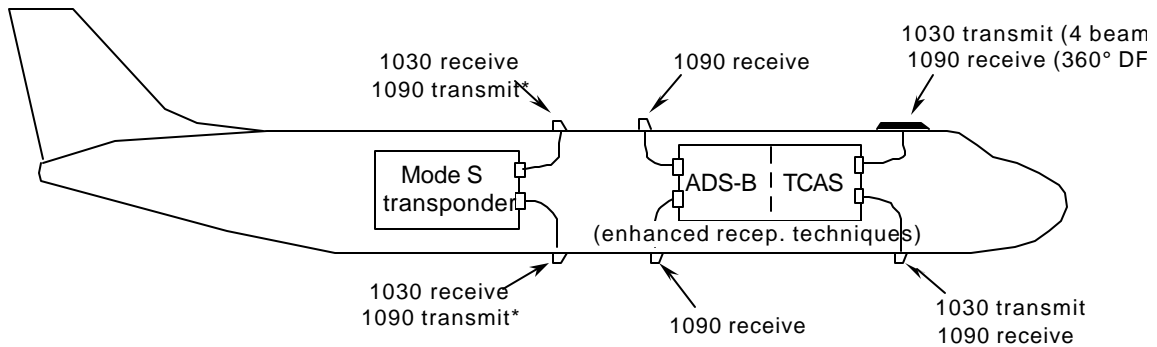 1030 transmit (4 beam
1090 receive (360° DF
1030 receive
1090 transmit*
1090 receive
Mode S
transponder
ADS-B
TCAS
(enhanced recep. techniques)
1030 receive
1090 transmit*
1090 receive
1030 transmit
1090 receive